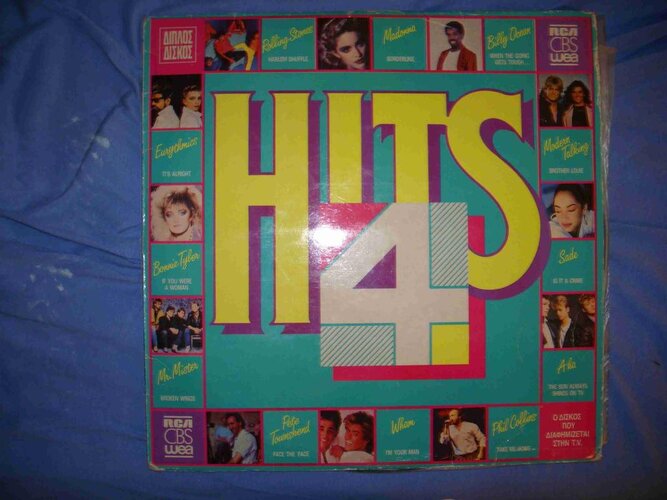 ΔΙΠΛΟΣ
ΔΙΣΚΟΣ
Rolling Stones
HARLEM SHUFFLE
Madonna
BORDERLINE
Billy Ocean
WHEN THE GOING
GETS TOUGH...
RCA
CBS
wea
HITS
4
Eurythmics
IT'S ALRIGHT
Modern
Talking
BROTHER LOUIE
Bonnie Tyler
IF YOU WERE
A WOMAN
Sade
IS IT A CRIME
Mr. Mister
BROKEN WINGS
A-ha
THE SUN ALWAYS
SHINES ON TV
RCA
CBS
wea
Pete
Townshend
FACE THE FACE
Wham
I'M YOUR MAN
Phil Collins
TAKE ME HOME
Ο ΔΙΣΚΟΣ
ΠΟΥ
ΔΙΑΦΗΜΙΖΕΤΑΙ
ΣΤΗΝ T.V.